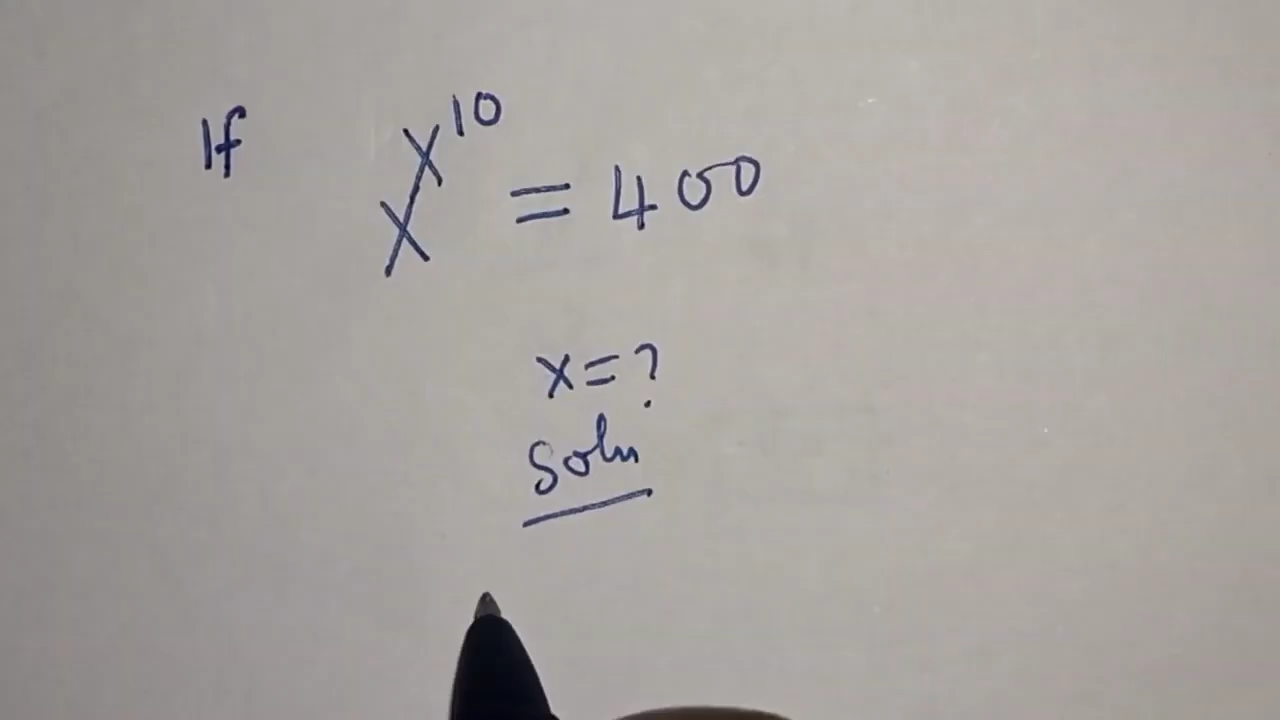 If x^x^10 = 400
x = ?
Soln